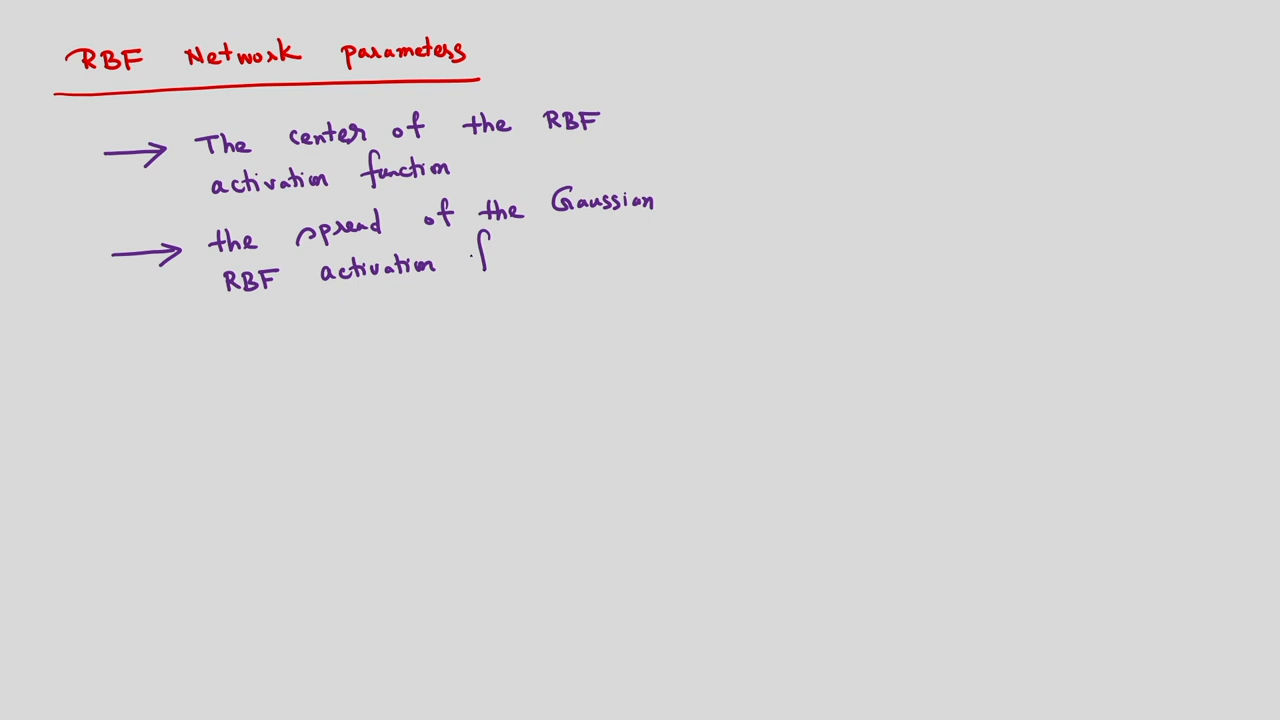 RBF Network parameters
→ The center of the RBF
activation function
→ the spread of the Gaussian
RBF activation f